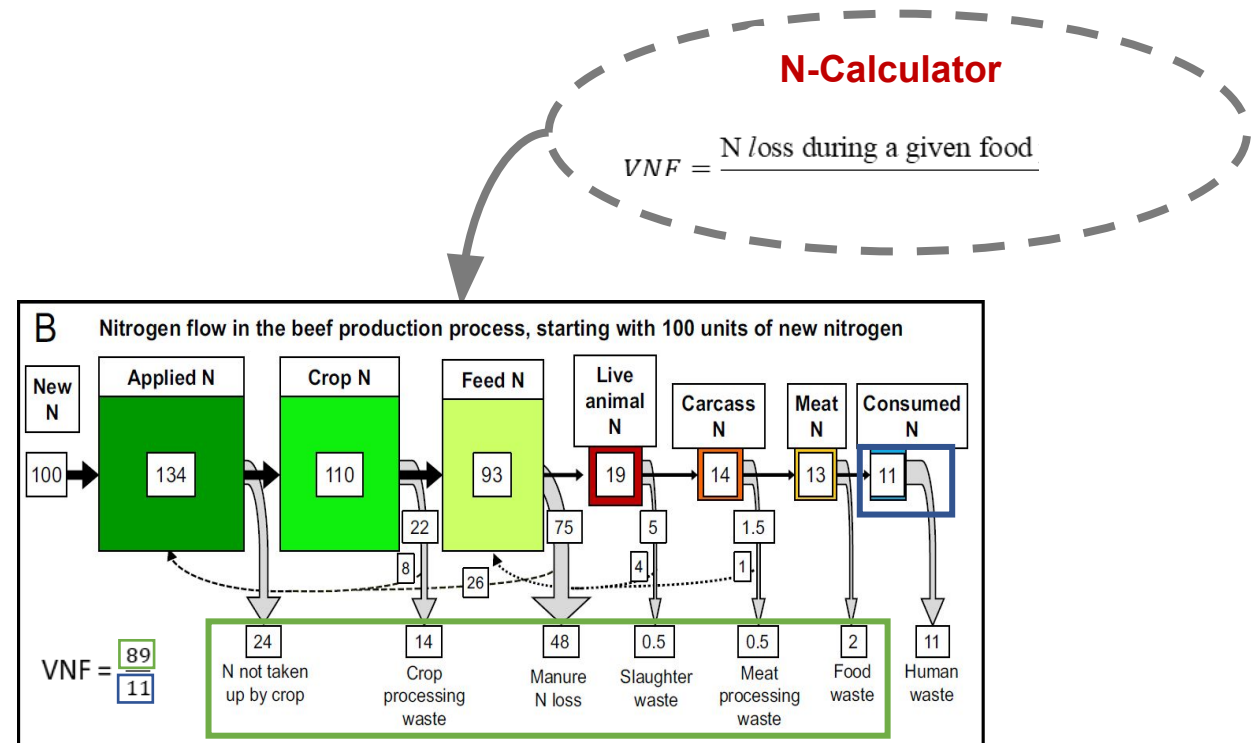 N-Calculator
VNF = N loss during a given food
B Nitrogen flow in the beef production process, starting with 100 units of new nitrogen
New
N
Applied N
Crop N
Feed N
Live
animal
N
Carcass
N
Meat
N
Consumed
N
100
134
110
93
19
14
13
11
22
75
5
1.5
8
26
4
1
24
14
48
0.5
0.5
2
11
N not taken
up by crop
Crop
processing
waste
Manure
N loss
Slaughter
waste
Meat
processing
waste
Food
waste
Human
waste
VNF = 89
11